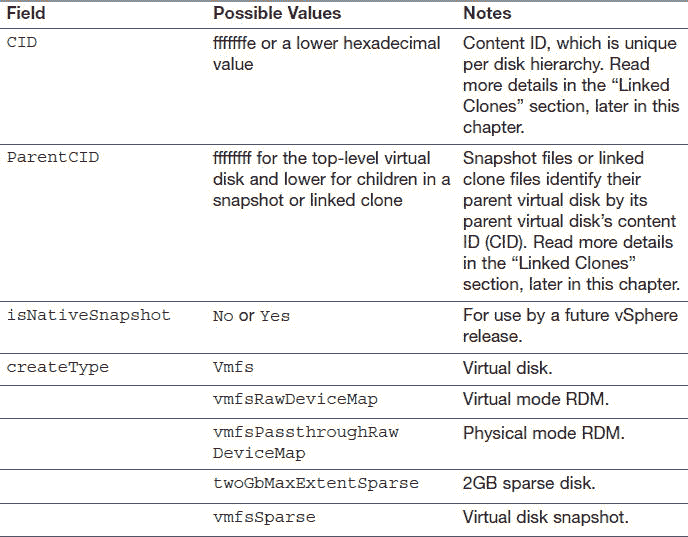 Field Possible Values Notes
CID fffffffe or a lower hexadecimal Content ID, which is unique
value per disk hierarchy. Read
more details in the “Linked
Clones” section, later in this
chapter.
ParentCID ffffffff for the top-level virtual Snapshot files or linked
disk and lower for children in a clone files identify their
snapshot or linked clone parent virtual disk by its
parent virtual disk’s content
ID (CID). Read more details
in the “Linked Clones”
section, later in this chapter.
isNativeSnapshot No or Yes For use by a future vSphere
release.
createType Vmfs Virtual disk.
vmfsRawDeviceMap Virtual mode RDM.
vmfsPassthroughRaw Physical mode RDM.
DeviceMap
twoGbMaxExtentSparse 2GB sparse disk.
vmfsSparse Virtual disk snapshot.